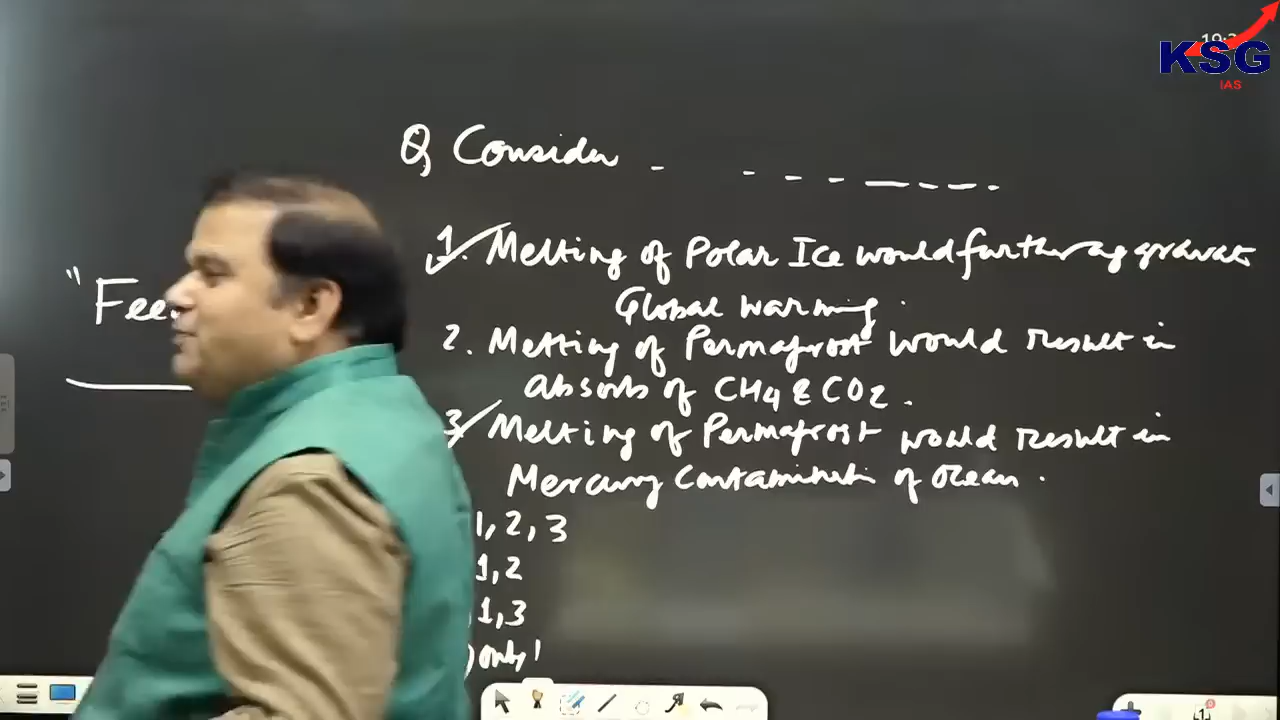 KSG
IAS
Q Consider - - - - - - - -
1. Melting of Polar Ice would further aggravate
Global warming.
"Fee
2. Melting of Permafrost would result in
absorb of CH4 & CO2.
3. Melting of Permafrost would result in
Mercury Contamination of Ocean.
1, 2, 3
1, 2
1, 3
) only 1